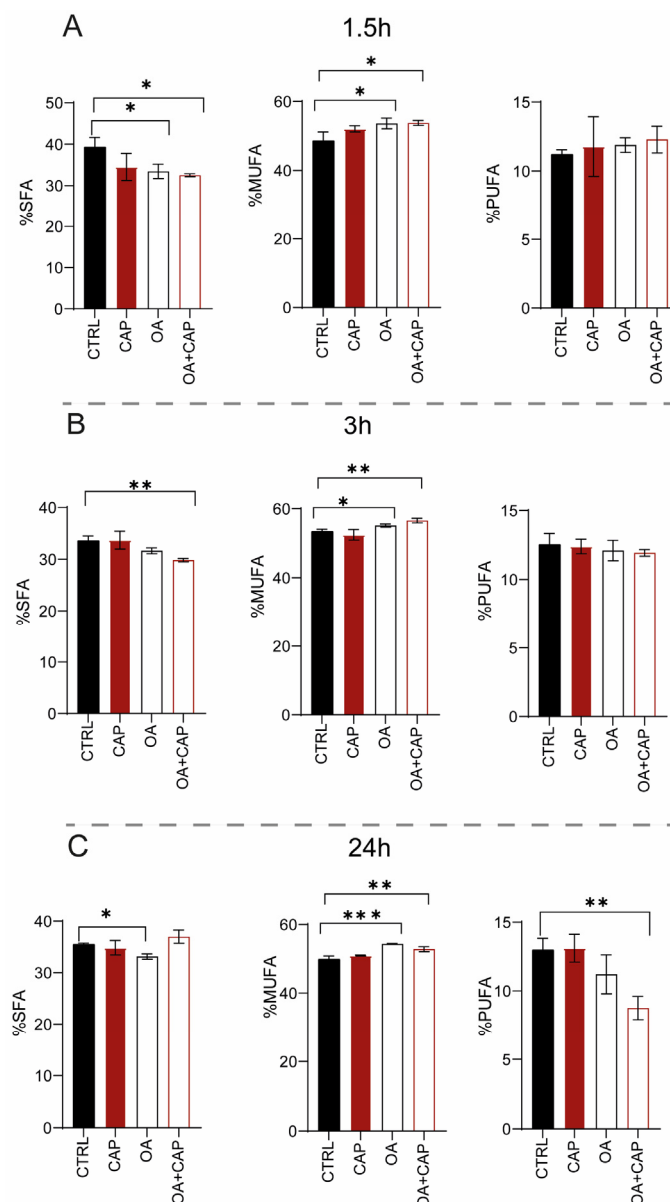 A
1.5h
*
*
%SFA
50
40
30
20
10
0
CTRL
CAP
OA
OA+CAP
*
*
%MUFA
60
40
20
0
CTRL
CAP
OA
OA+CAP
%PUFA
15
10
5
0
CTRL
CAP
OA
OA+CAP
B
3h
**
%SFA
40
30
20
10
0
CTRL
CAP
OA
OA+CAP
**
*
%MUFA
60
40
20
0
CTRL
CAP
OA
OA+CAP
%PUFA
15
10
5
0
CTRL
CAP
OA
OA+CAP
C
24h
*
%SFA
40
30
20
10
0
CTRL
CAP
OA
OA+CAP
**
***
%MUFA
60
40
20
0
CTRL
CAP
OA
OA+CAP
**
%PUFA
15
10
5
0
CTRL
CAP
OA
OA+CAP